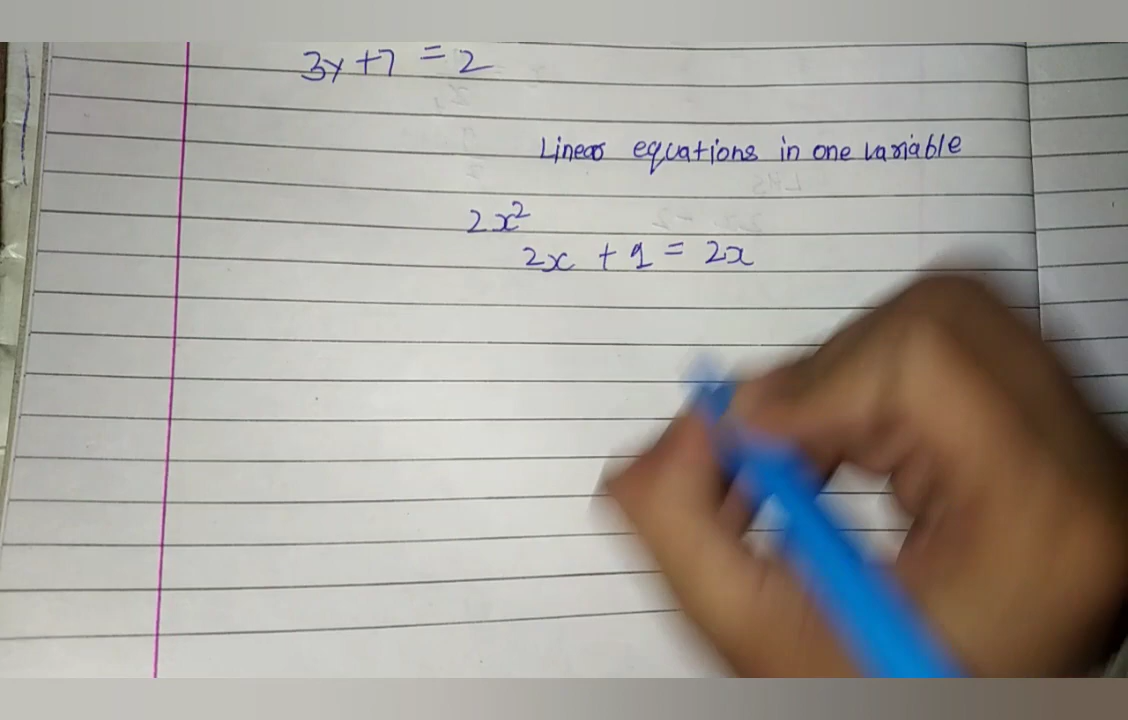 3y+7 = 2
Linear equations in one variable
2x²
2x + 1 = 2x